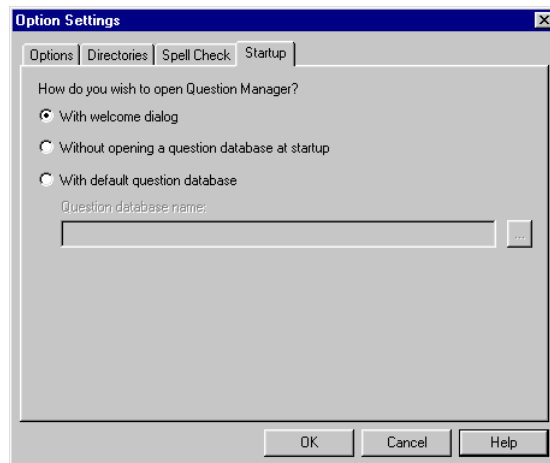 Option Settings
Options Directories Spell Check Startup
How do you wish to open Question Manager?
With welcome dialog
Without opening a question database at startup
With default question database
Question database name:
...
OK Cancel Help